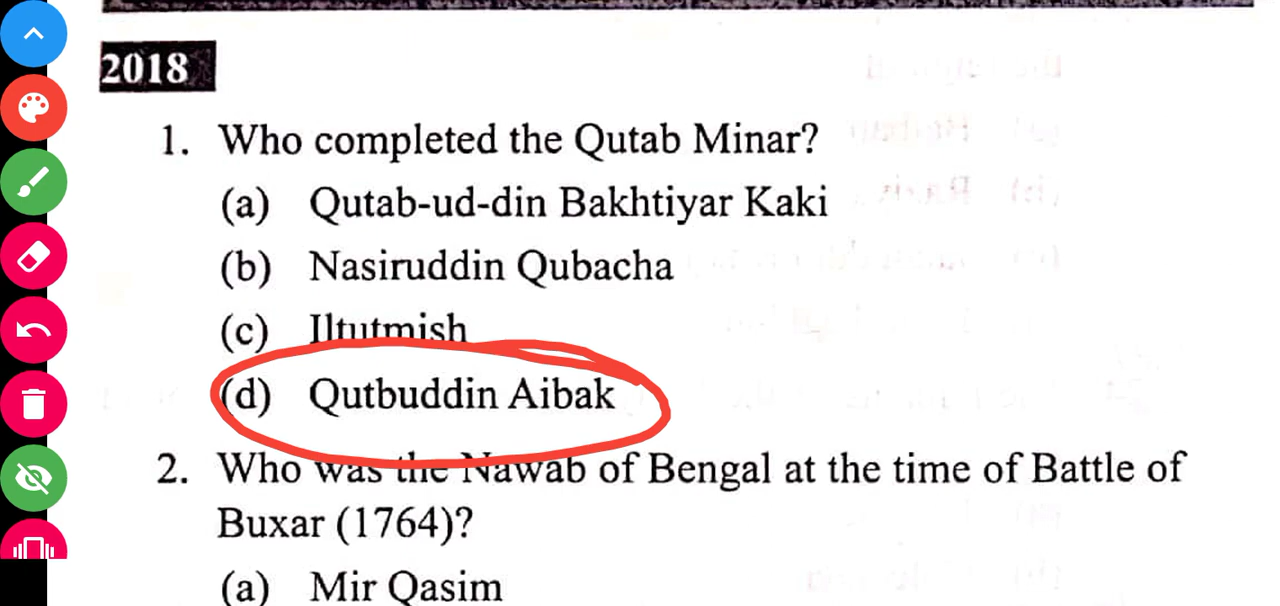 2018
1. Who completed the Qutab Minar?
(a) Qutab-ud-din Bakhtiyar Kaki
(b) Nasiruddin Qubacha
(c) Iltutmish
(d) Qutbuddin Aibak
2. Who was the Nawab of Bengal at the time of Battle of
Buxar (1764)?
(a) Mir Qasim